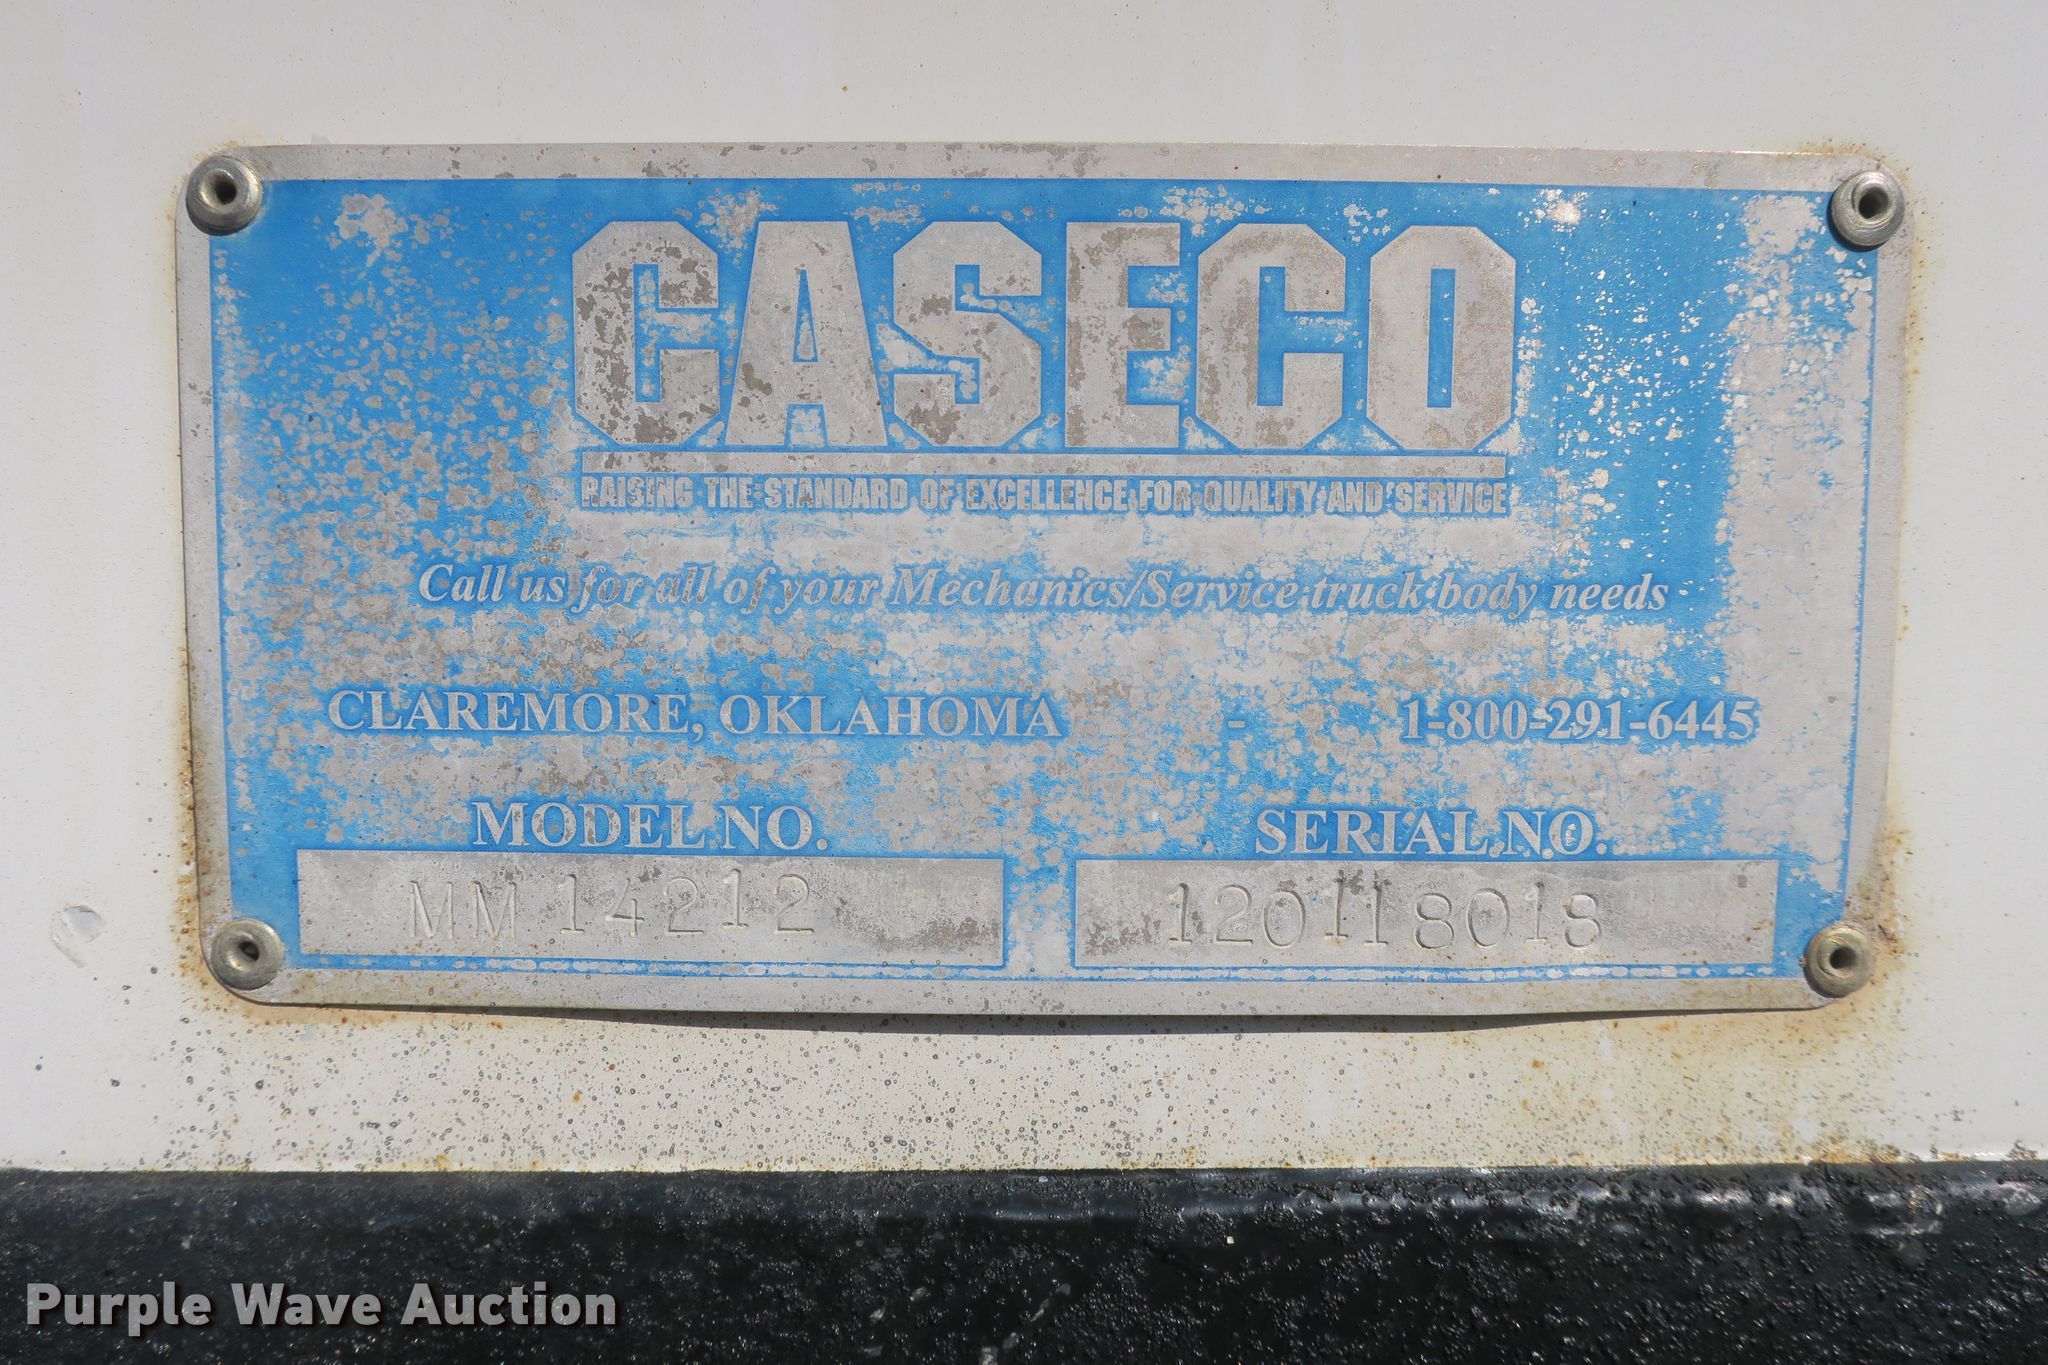 CASECO
RAISING THE STANDARD OF EXCELLENCE FOR QUALITY AND SERVICE
Call us for all of your Mechanics/Service truck body needs
CLAREMORE, OKLAHOMA - 1-800-291-6445
MODEL NO. SERIAL NO.
MM 14212 120118018
Purple Wave Auction